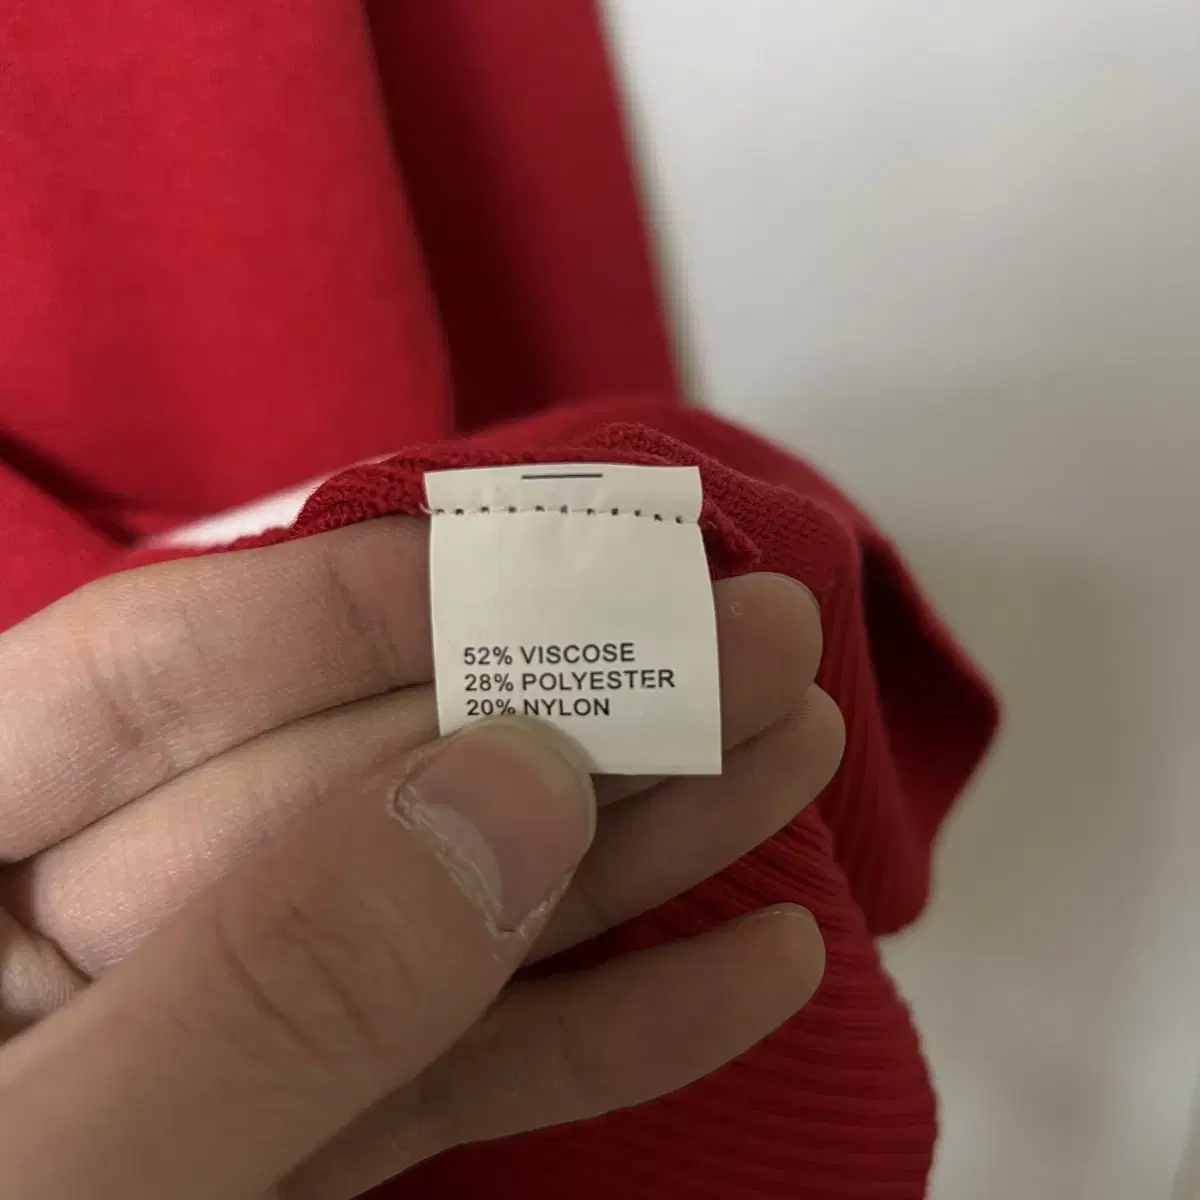 52% VISCOSE
28% POLYESTER
20% NYLON